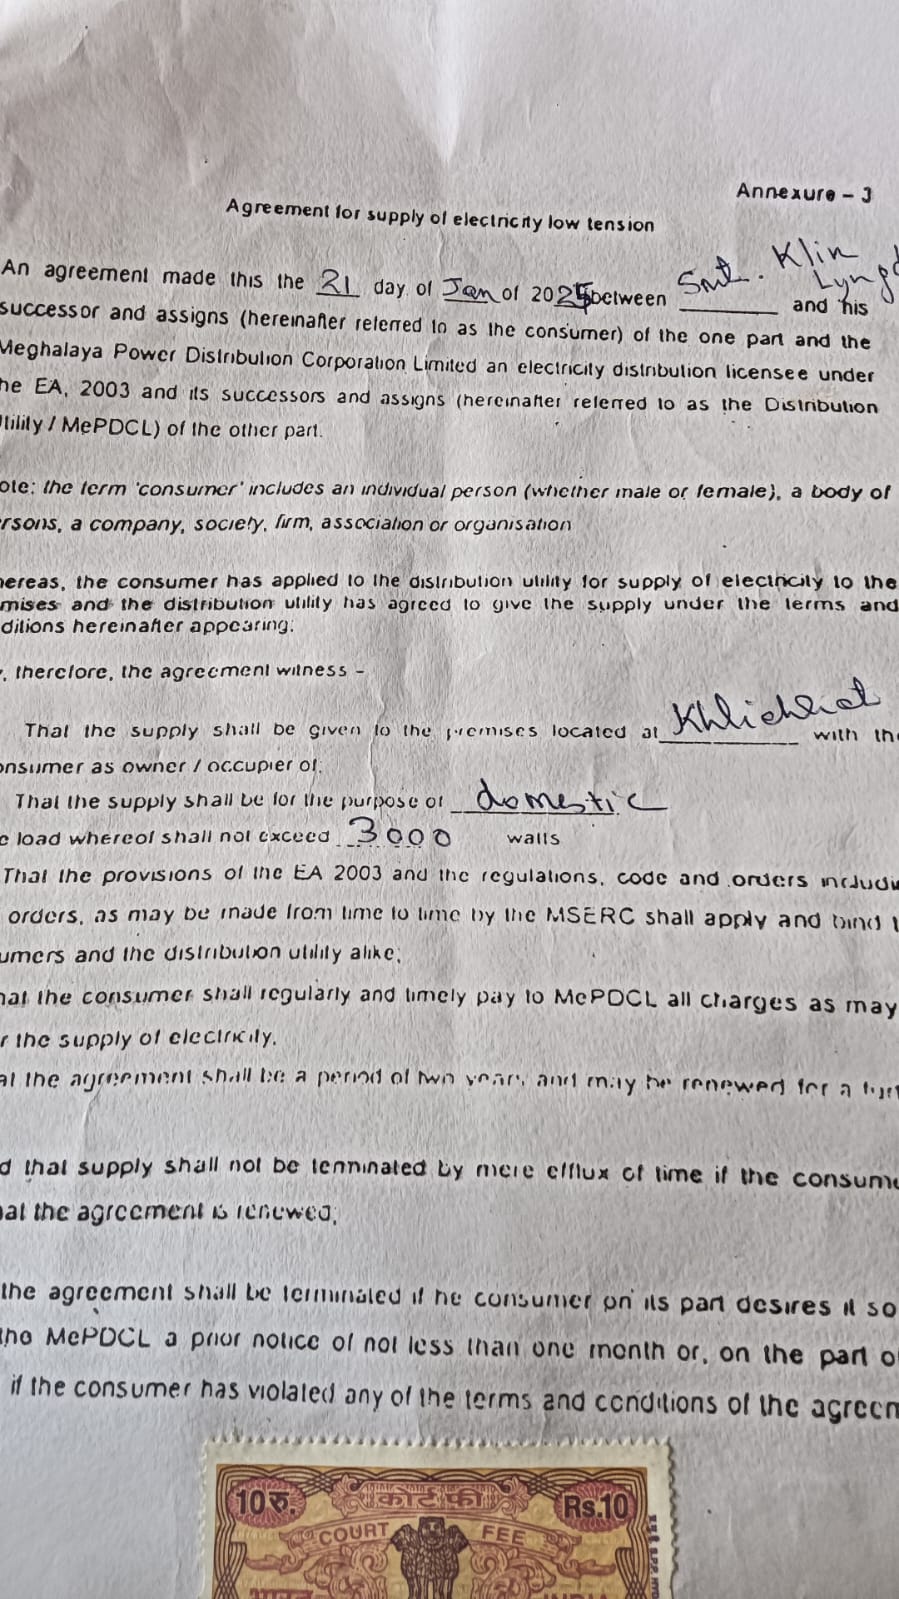 Annexure - J
Agreement for supply of electricity low tension
An agreement made this the 21 day of Jan of 2025 between Smt. Klin
and his
successor and assigns (hereinafter referred to as the consumer) of the one part and the
Meghalaya Power Distribution Corporation Limited an electricity distribution licensee under
he EA, 2003 and its successors and assigns (hereinafter referred to as the Distribution
tility / MePDCL) of the other part.
ote: the term 'consumer' includes an individual person (whether male or female), a body of
rsons, a company, society, firm, association or organisation
hereas, the consumer has applied to the distribution utility for supply of electricity to the
mises and the distribution utility has agreed to give the supply under the terms and
ditions hereinafter appearing:
, therefore, the agreement witness -
That the supply shall be given to the premises located at Khliehriat with th
onsumer as owner / occupier of:
That the supply shall be for the purpose of domestic
load whereof shall not exceed 3000 watts
That the provisions of the EA 2003 and the regulations, code and orders includi
orders, as may be made from time to time by the MSERC shall apply and bind t
umers and the distribution utility alike;
hat the consumer shall regularly and timely pay to MePDCL all charges as may
r the supply of electricity.
at the agreement shall be a period of two years and may be renewed for a
d that supply shall not be terminated by mere efflux of time if the consume
hat the agreement is renewed;
the agreement shall be terminated if he consumer on its part desires it so
the MePDCL a prior notice of not less than one month or, on the part o
if the consumer has violated any of the terms and conditions of the agreem
10रु. कोर्ट फी Rs.10
COURT FEE
भारत INDIA